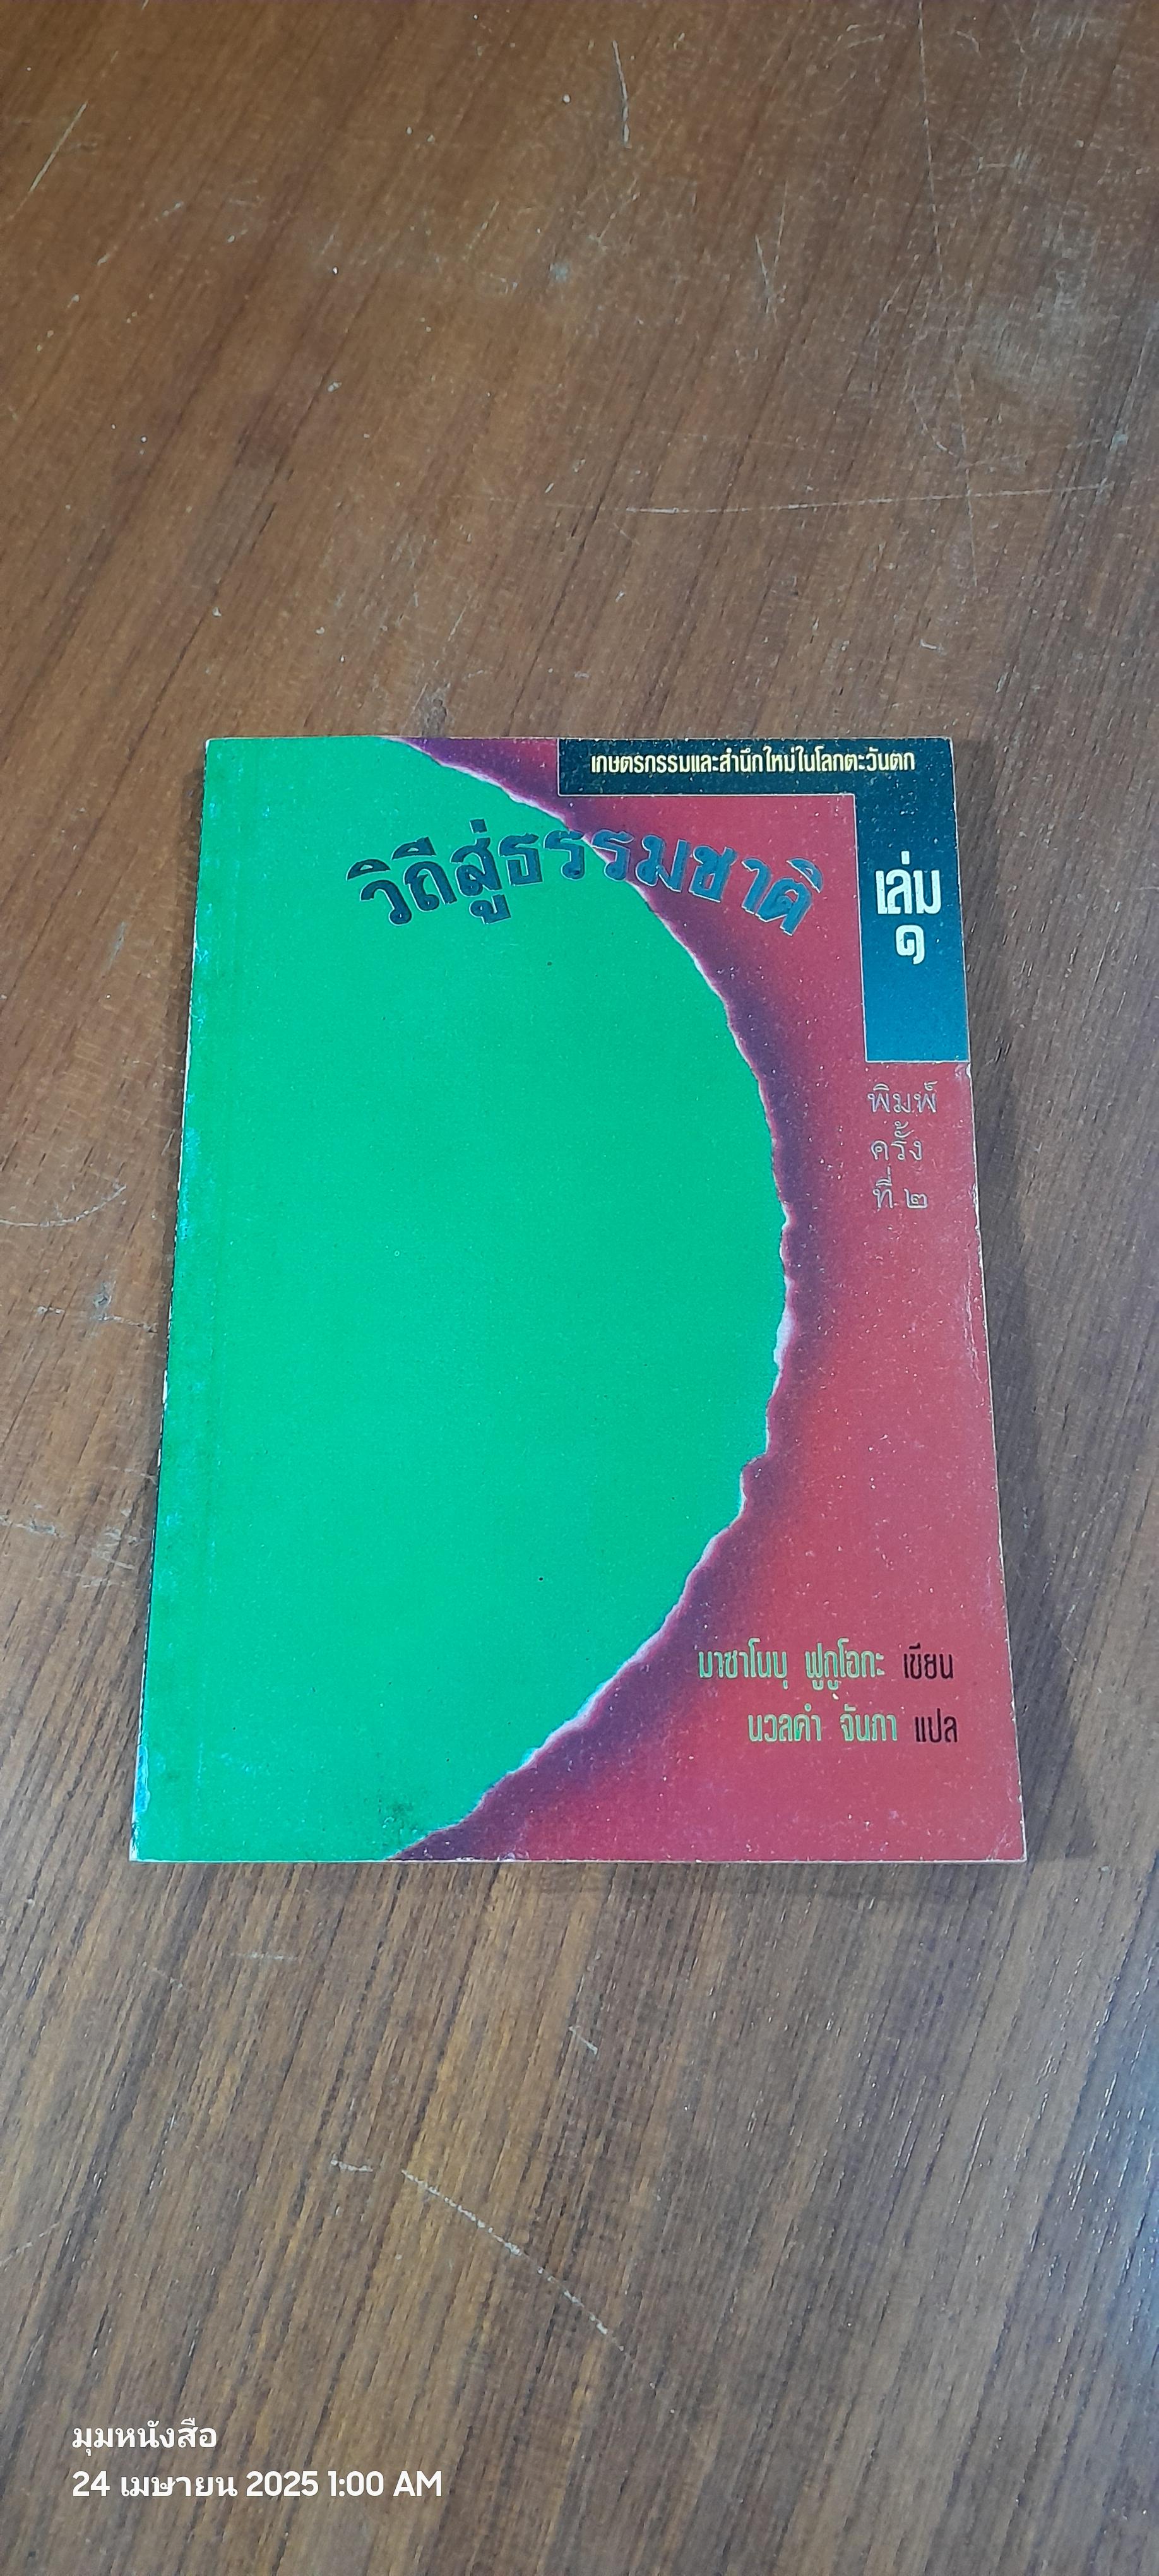 เกษตรกรรมและสำนึกใหม่ในโลกตะวันตก
วิถีสู่ธรรมชาติ
เล่ม
๑
พิมพ์
ครั้ง
ที่ ๒
มาซาโนบุ ฟูกูโอกะ เขียน
นวลคำ จันภา แปล
มุมหนังสือ
24 เมษายน 2025 1:00 AM